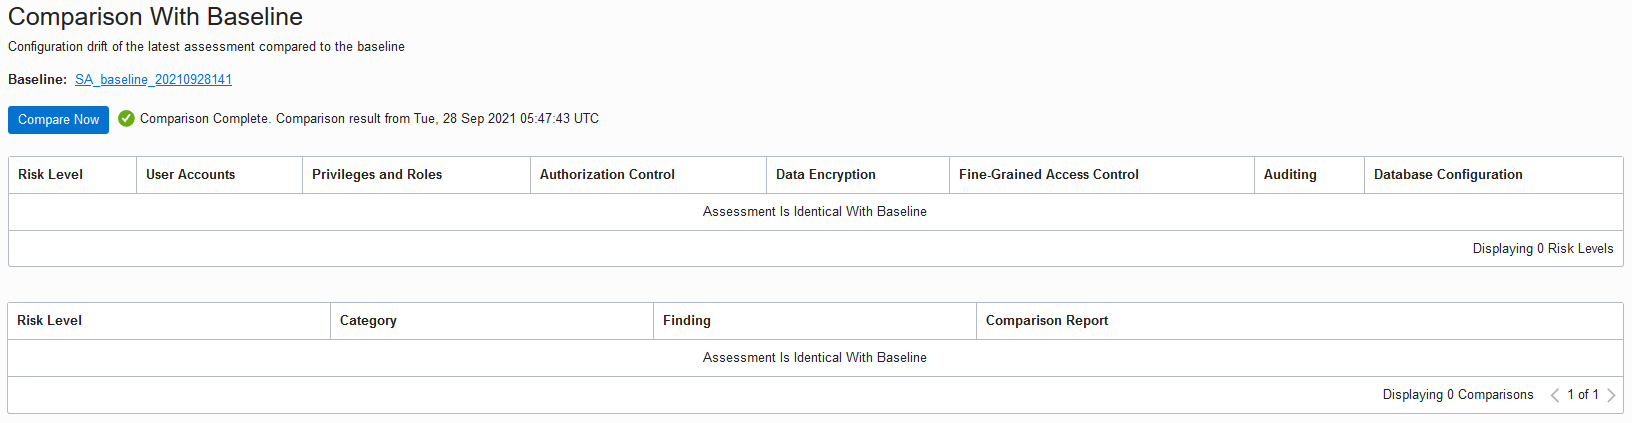 Comparison With Baseline
Configuration drift of the latest assessment compared to the baseline
Baseline: SA_baseline_20210928141
Compare Now Comparison Complete. Comparison result from Tue, 28 Sep 2021 05:47:43 UTC
Risk Level User Accounts Privileges and Roles Authorization Control Data Encryption Fine-Grained Access Control Auditing Database Configuration
Assessment Is Identical With Baseline
Displaying 0 Risk Levels
Risk Level Category Finding Comparison Report
Assessment Is Identical With Baseline
Displaying 0 Comparisons 1 of 1